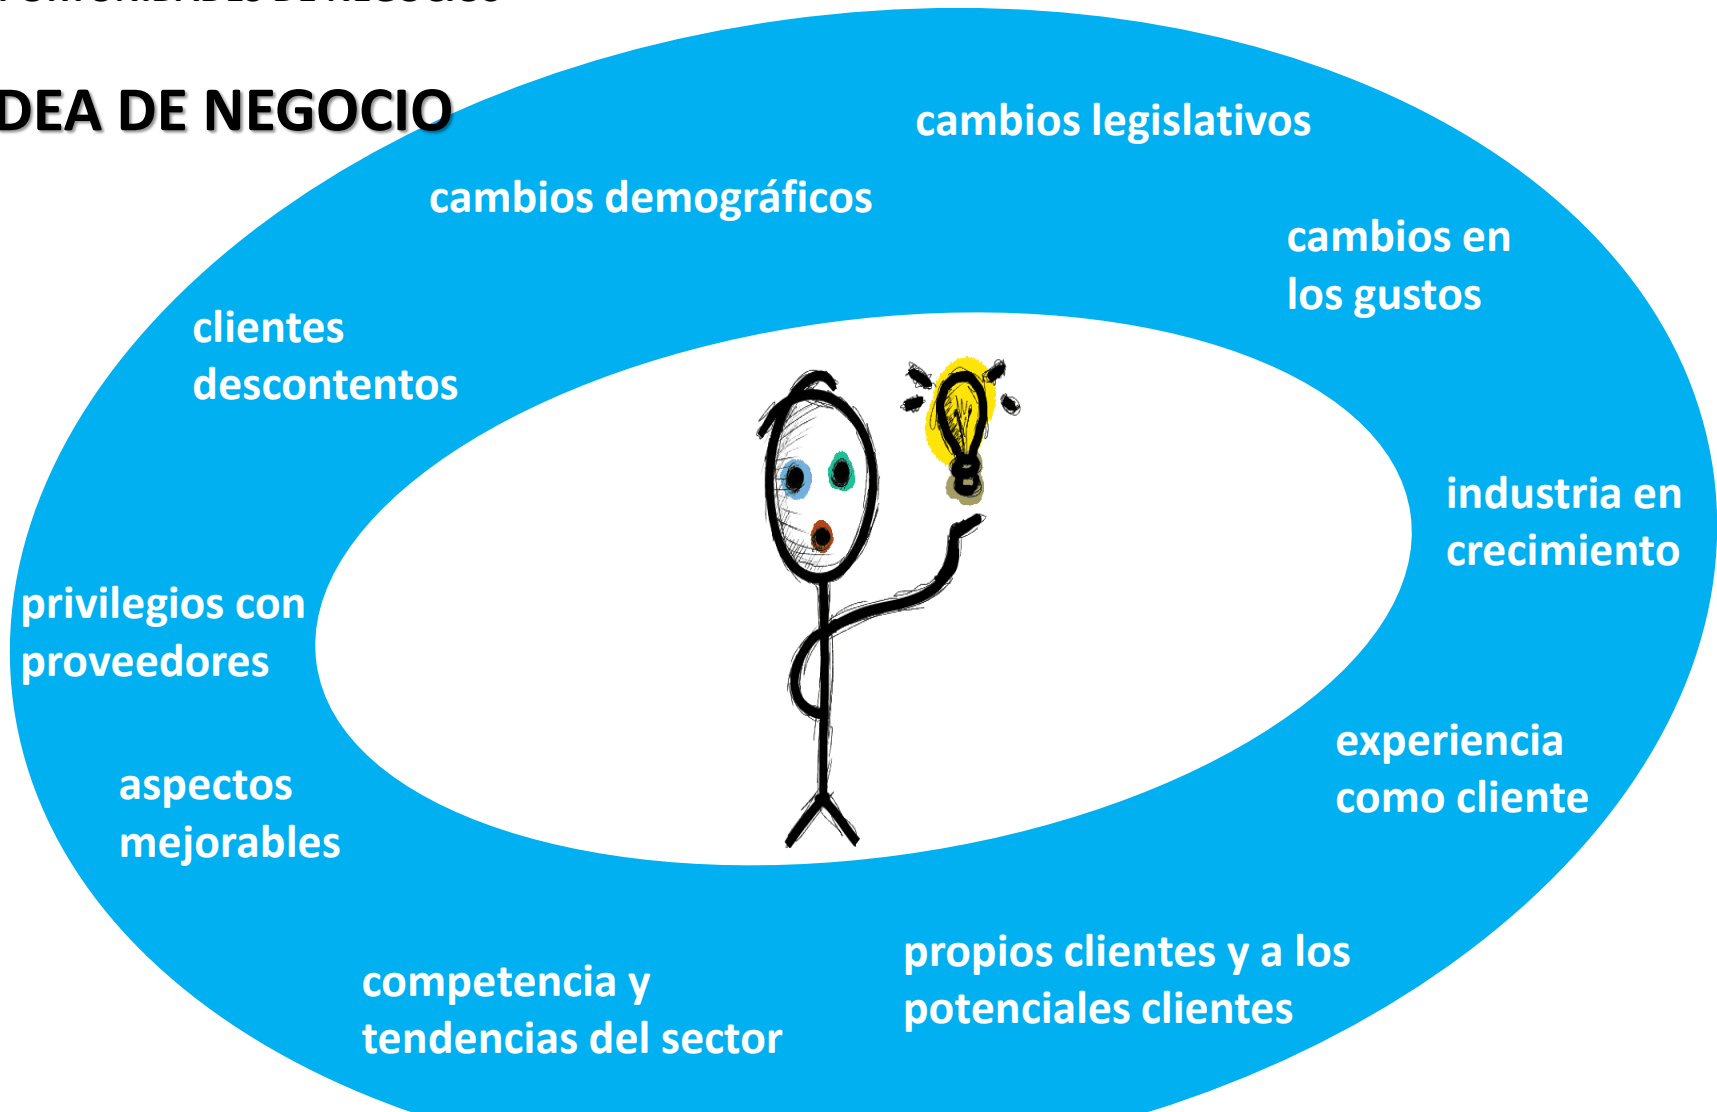 DEA DE NEGOCIO
cambios legislativos
cambios demográficos
cambios en
los gustos
clientes
descontentos
industria en
crecimiento
privilegios con
proveedores
experiencia
como cliente
aspectos
mejorables
propios clientes y a los
potenciales clientes
competencia y
tendencias del sector